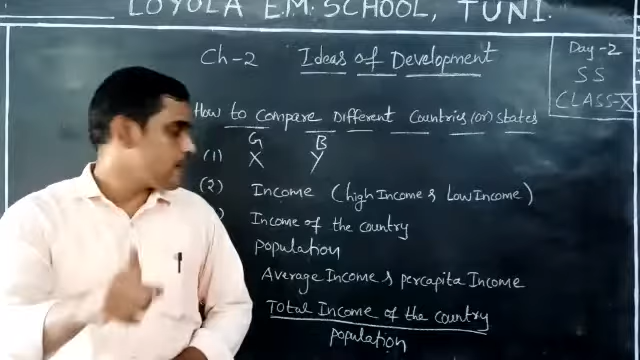 LOYOLA E.M. SCHOOL, TUNI.
Day-2
SS
CLASS-X
Ch-2 Ideas of Development
How to compare Different Countries (or) states
G B
(1) X Y
(2) Income (high Income & Low Income)
) Income of the country
Population
Average Income & percapita Income
Total Income of the country
population